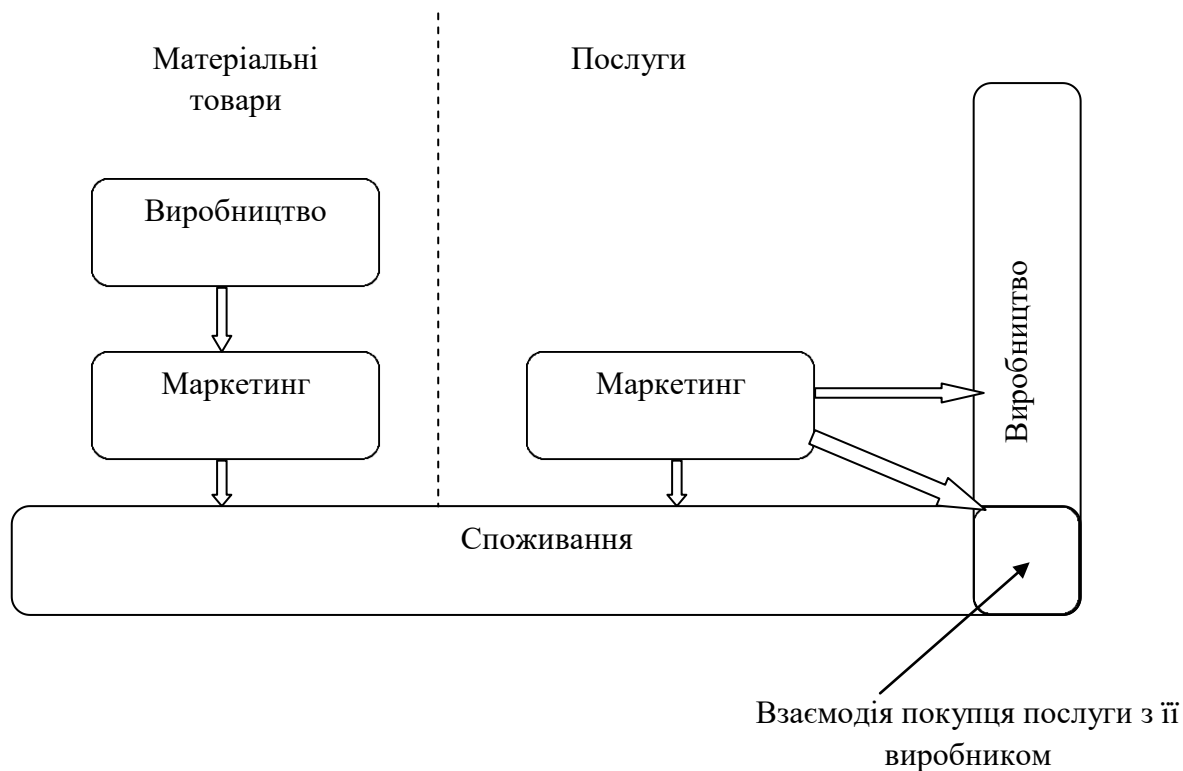 Матеріальні
товари
Послуги
Виробництво
Маркетинг
Маркетинг
Виробництво
Споживання
Взаємодія покупця послуги з її
виробником